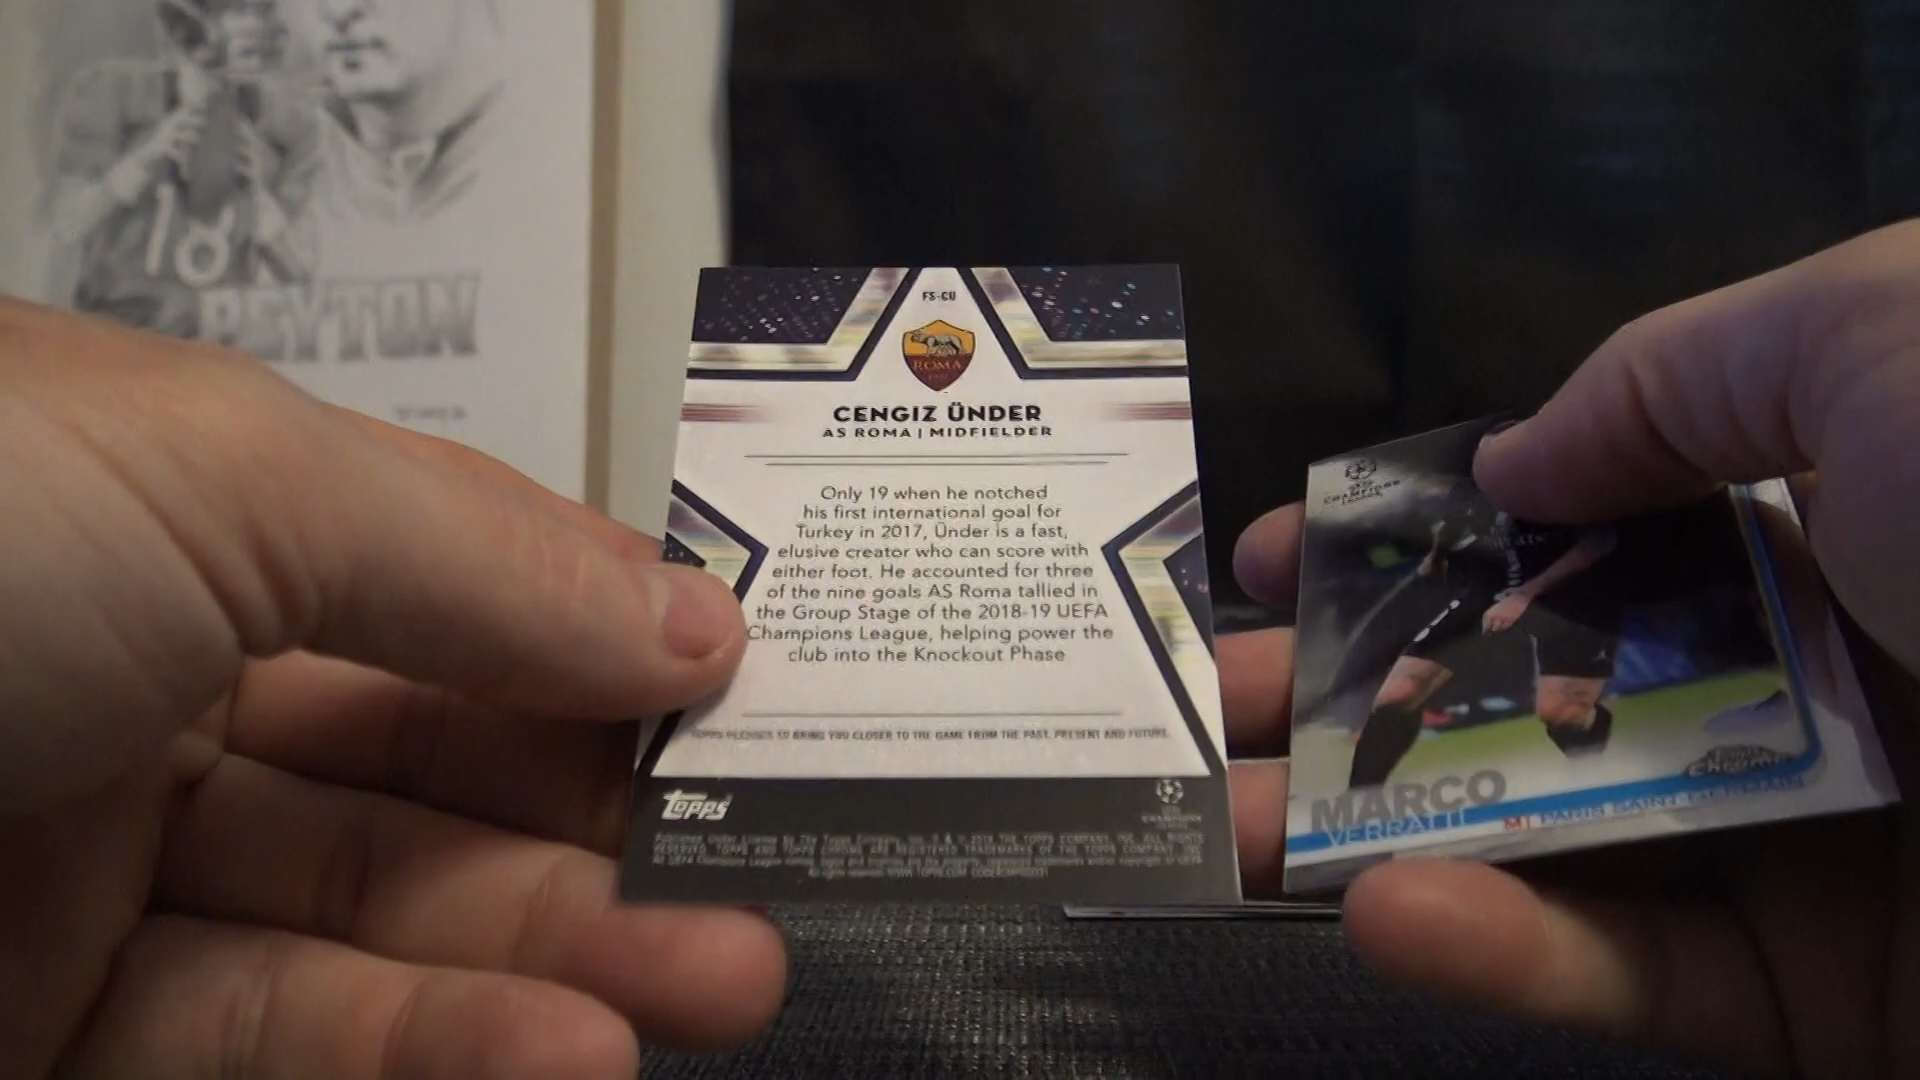 18
PEYTON
FS-CU
ROMA
CENGIZ ÜNDER
AS ROMA | MIDFIELDER
Only 19 when he notched
his first international goal for
Turkey in 2017, Ünder is a fast,
elusive creator who can score with
either foot. He accounted for three
of the nine goals AS Roma tallied in
the Group Stage of the 2018-19 UEFA
Champions League, helping power the
club into the Knockout Phase
TOPPS PLEDGES TO BRING YOU CLOSER TO THE GAME FROM THE PAST, PRESENT AND FUTURE.
Topps
CHAMPIONS
CHAMPIONS
LEAGUE
Chrome
MARCO
VERRATTI
M| PARIS SAINT-GERMAIN